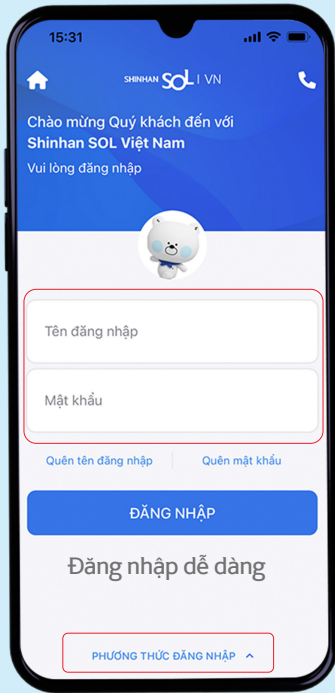 15:31
SHINHAN SOL | VN
Chào mừng Quý khách đến với
Shinhan SOL Việt Nam
Vui lòng đăng nhập
Tên đăng nhập
Mật khẩu
Quên tên đăng nhập Quên mật khẩu
ĐĂNG NHẬP
Đăng nhập dễ dàng
PHƯƠNG THỨC ĐĂNG NHẬP